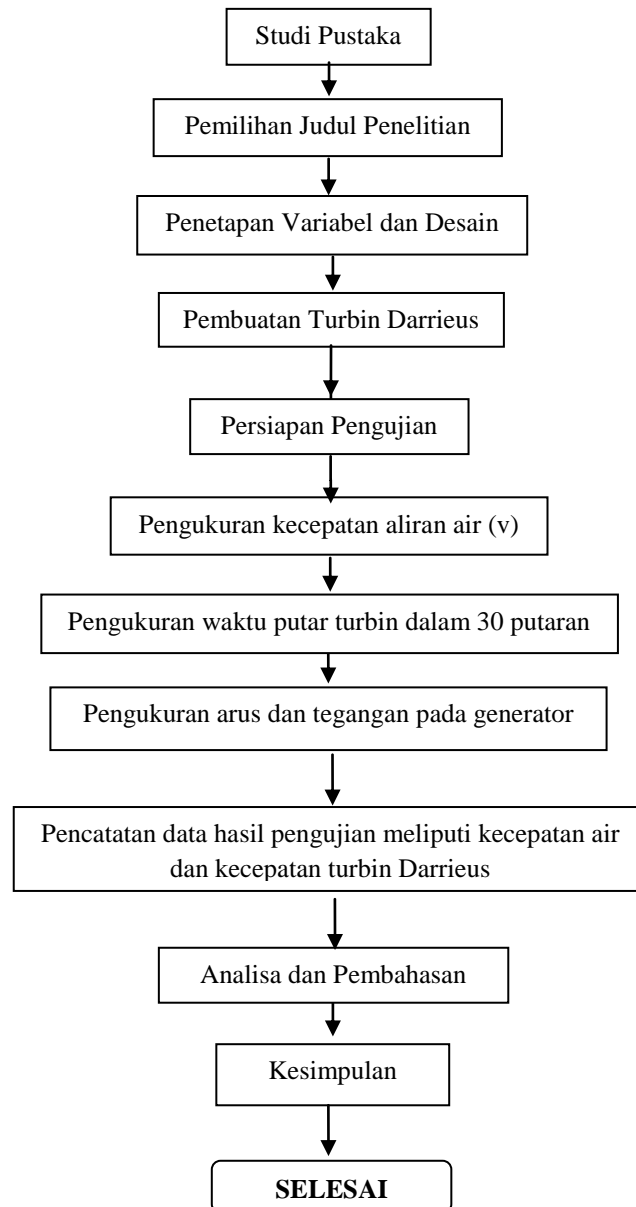 Studi Pustaka
Pemilihan Judul Penelitian
Penetapan Variabel dan Desain
Pembuatan Turbin Darrieus
Persiapan Pengujian
Pengukuran kecepatan aliran air (v)
Pengukuran waktu putar turbin dalam 30 putaran
Pengukuran arus dan tegangan pada generator
Pencatatan data hasil pengujian meliputi kecepatan air
dan kecepatan turbin Darrieus
Analisa dan Pembahasan
Kesimpulan
SELESAI